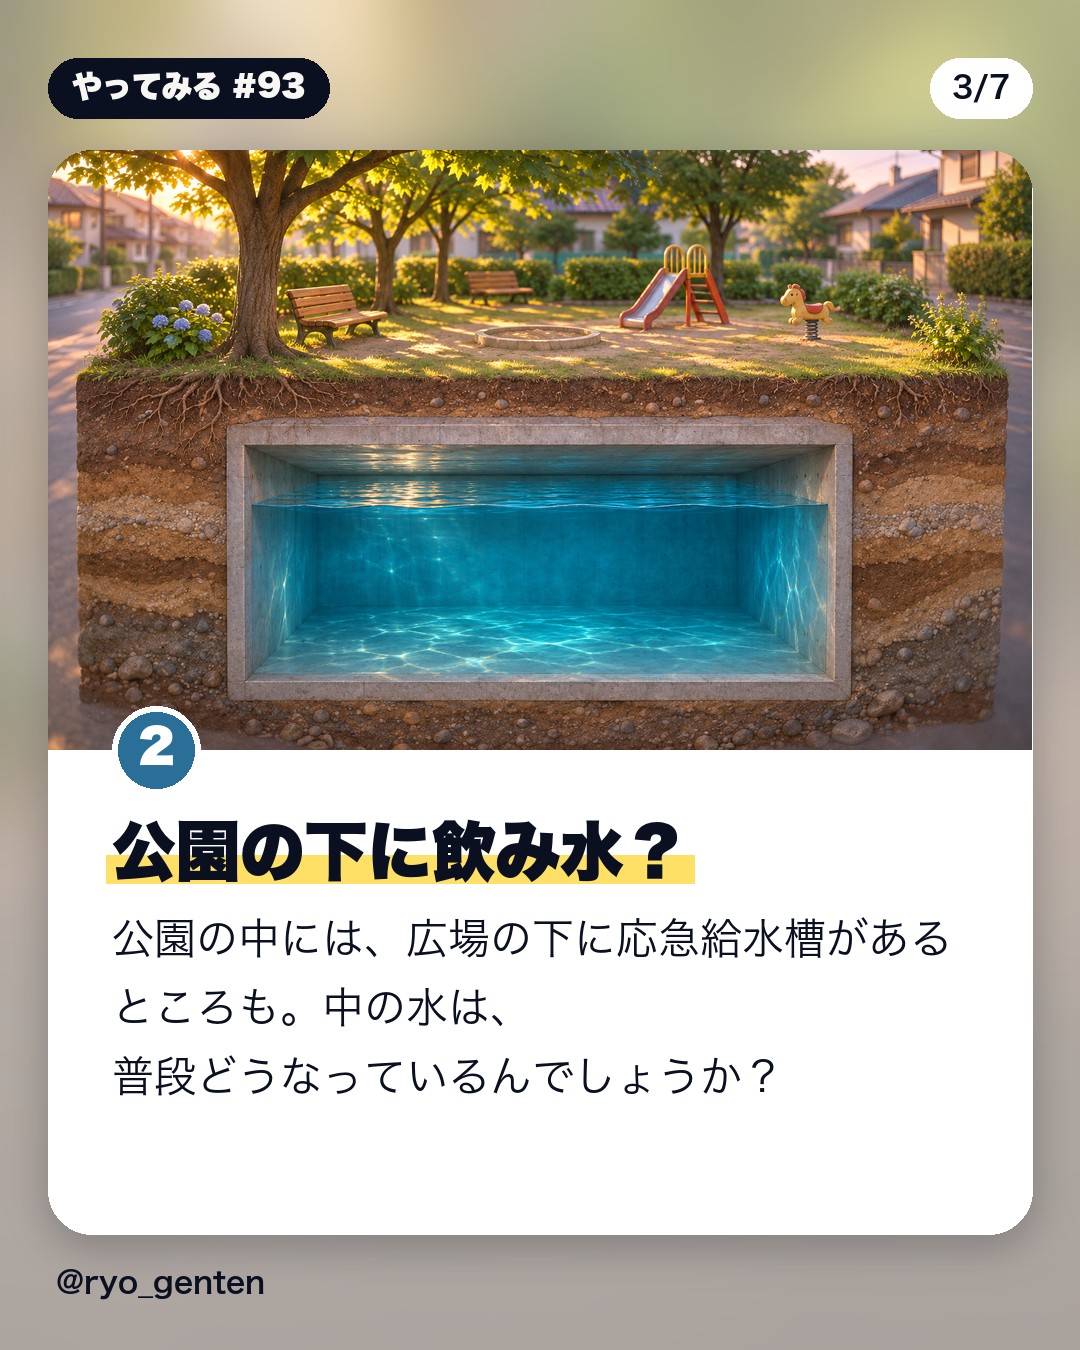 やってみる #93
3/7
2
公園の下に飲み水？
公園の中には、広場の下に応急給水槽がある
ところも。中の水は、
普段どうなっているんでしょうか？
@ryo_genten